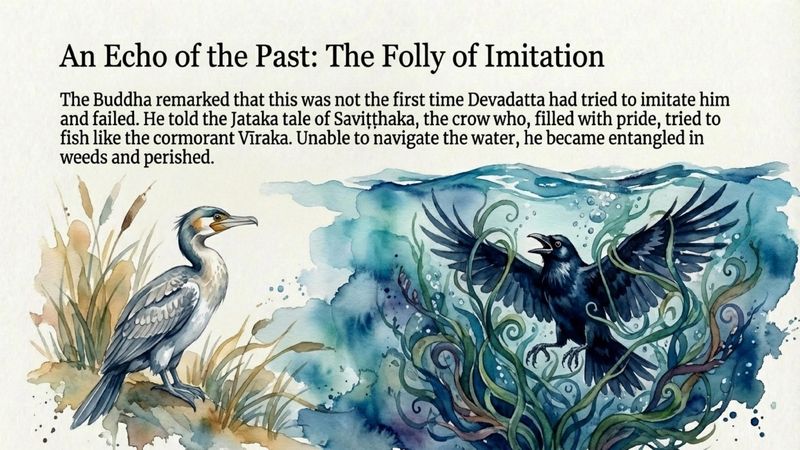 An Echo of the Past: The Folly of Imitation
The Buddha remarked that this was not the first time Devadatta had tried to imitate him
and failed. He told the Jataka tale of Saviṭṭhaka, the crow who, filled with pride, tried to
fish like the cormorant Vīraka. Unable to navigate the water, he became entangled in
weeds and perished.